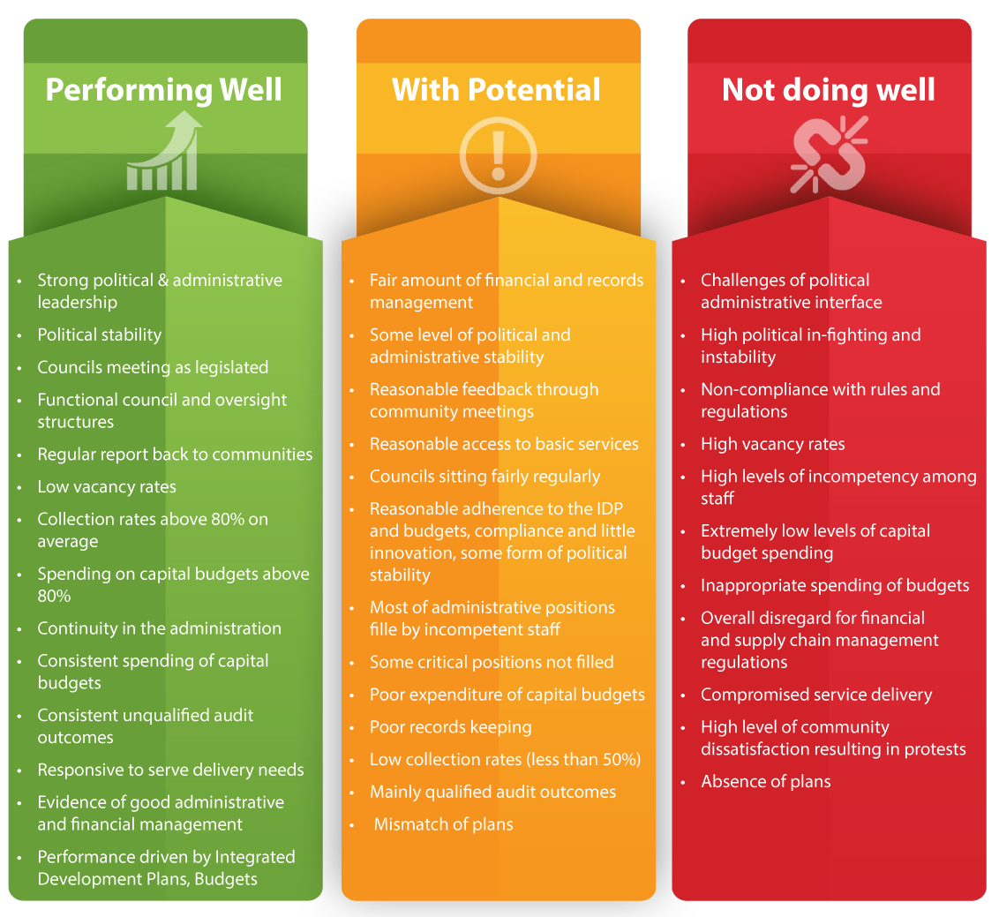 Performing Well
• Strong political & administrative
leadership
• Political stability
• Councils meeting as legislated
• Functional council and oversight
structures
• Regular report back to communities
• Low vacancy rates
• Collection rates above 80% on
average
• Spending on capital budgets above
80%
• Continuity in the administration
• Consistent spending of capital
budgets
• Consistent unqualified audit
outcomes
• Responsive to serve delivery needs
• Evidence of good administrative
and financial management
• Performance driven by Integrated
Development Plans, Budgets
With Potential
• Fair amount of financial and records
management
• Some level of political and
administrative stability
• Reasonable feedback through
community meetings
• Reasonable access to basic services
• Councils sitting fairly regularly
• Reasonable adherence to the IDP
and budgets, compliance and little
innovation, some form of political
stability
• Most of administrative positions
fille by incompetent staff
• Some critical positions not filled
• Poor expenditure of capital budgets
• Poor records keeping
• Low collection rates (less than 50%)
• Mainly qualified audit outcomes
• Mismatch of plans
Not doing well
• Challenges of political
administrative interface
• High political in-fighting and
instability
• Non-compliance with rules and
regulations
• High vacancy rates
• High levels of incompetency among
staff
• Extremely low levels of capital
budget spending
• Inappropriate spending of budgets
• Overall disregard for financial
and supply chain management
regulations
• Compromised service delivery
• High level of community
dissatisfaction resulting in protests
• Absence of plans